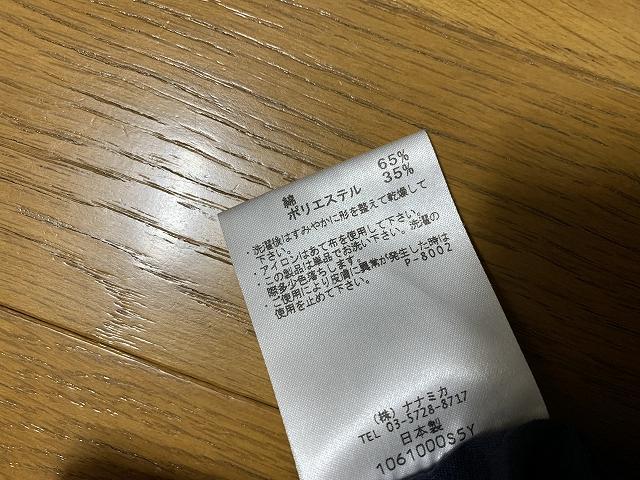 綿 65%
ポリエステル 35%
・洗濯後はすみやかに形を整えて乾燥して
下さい。
・アイロンはあて布を使用して下さい。
・この製品は単品でお洗い下さい。洗濯の
際多少色落ちします。
・ご使用により皮膚に異常が発生した時は
使用を止めて下さい。 P-8002
(株) ナナミカ
TEL 03-5728-8717
日本製
1061000S5Y